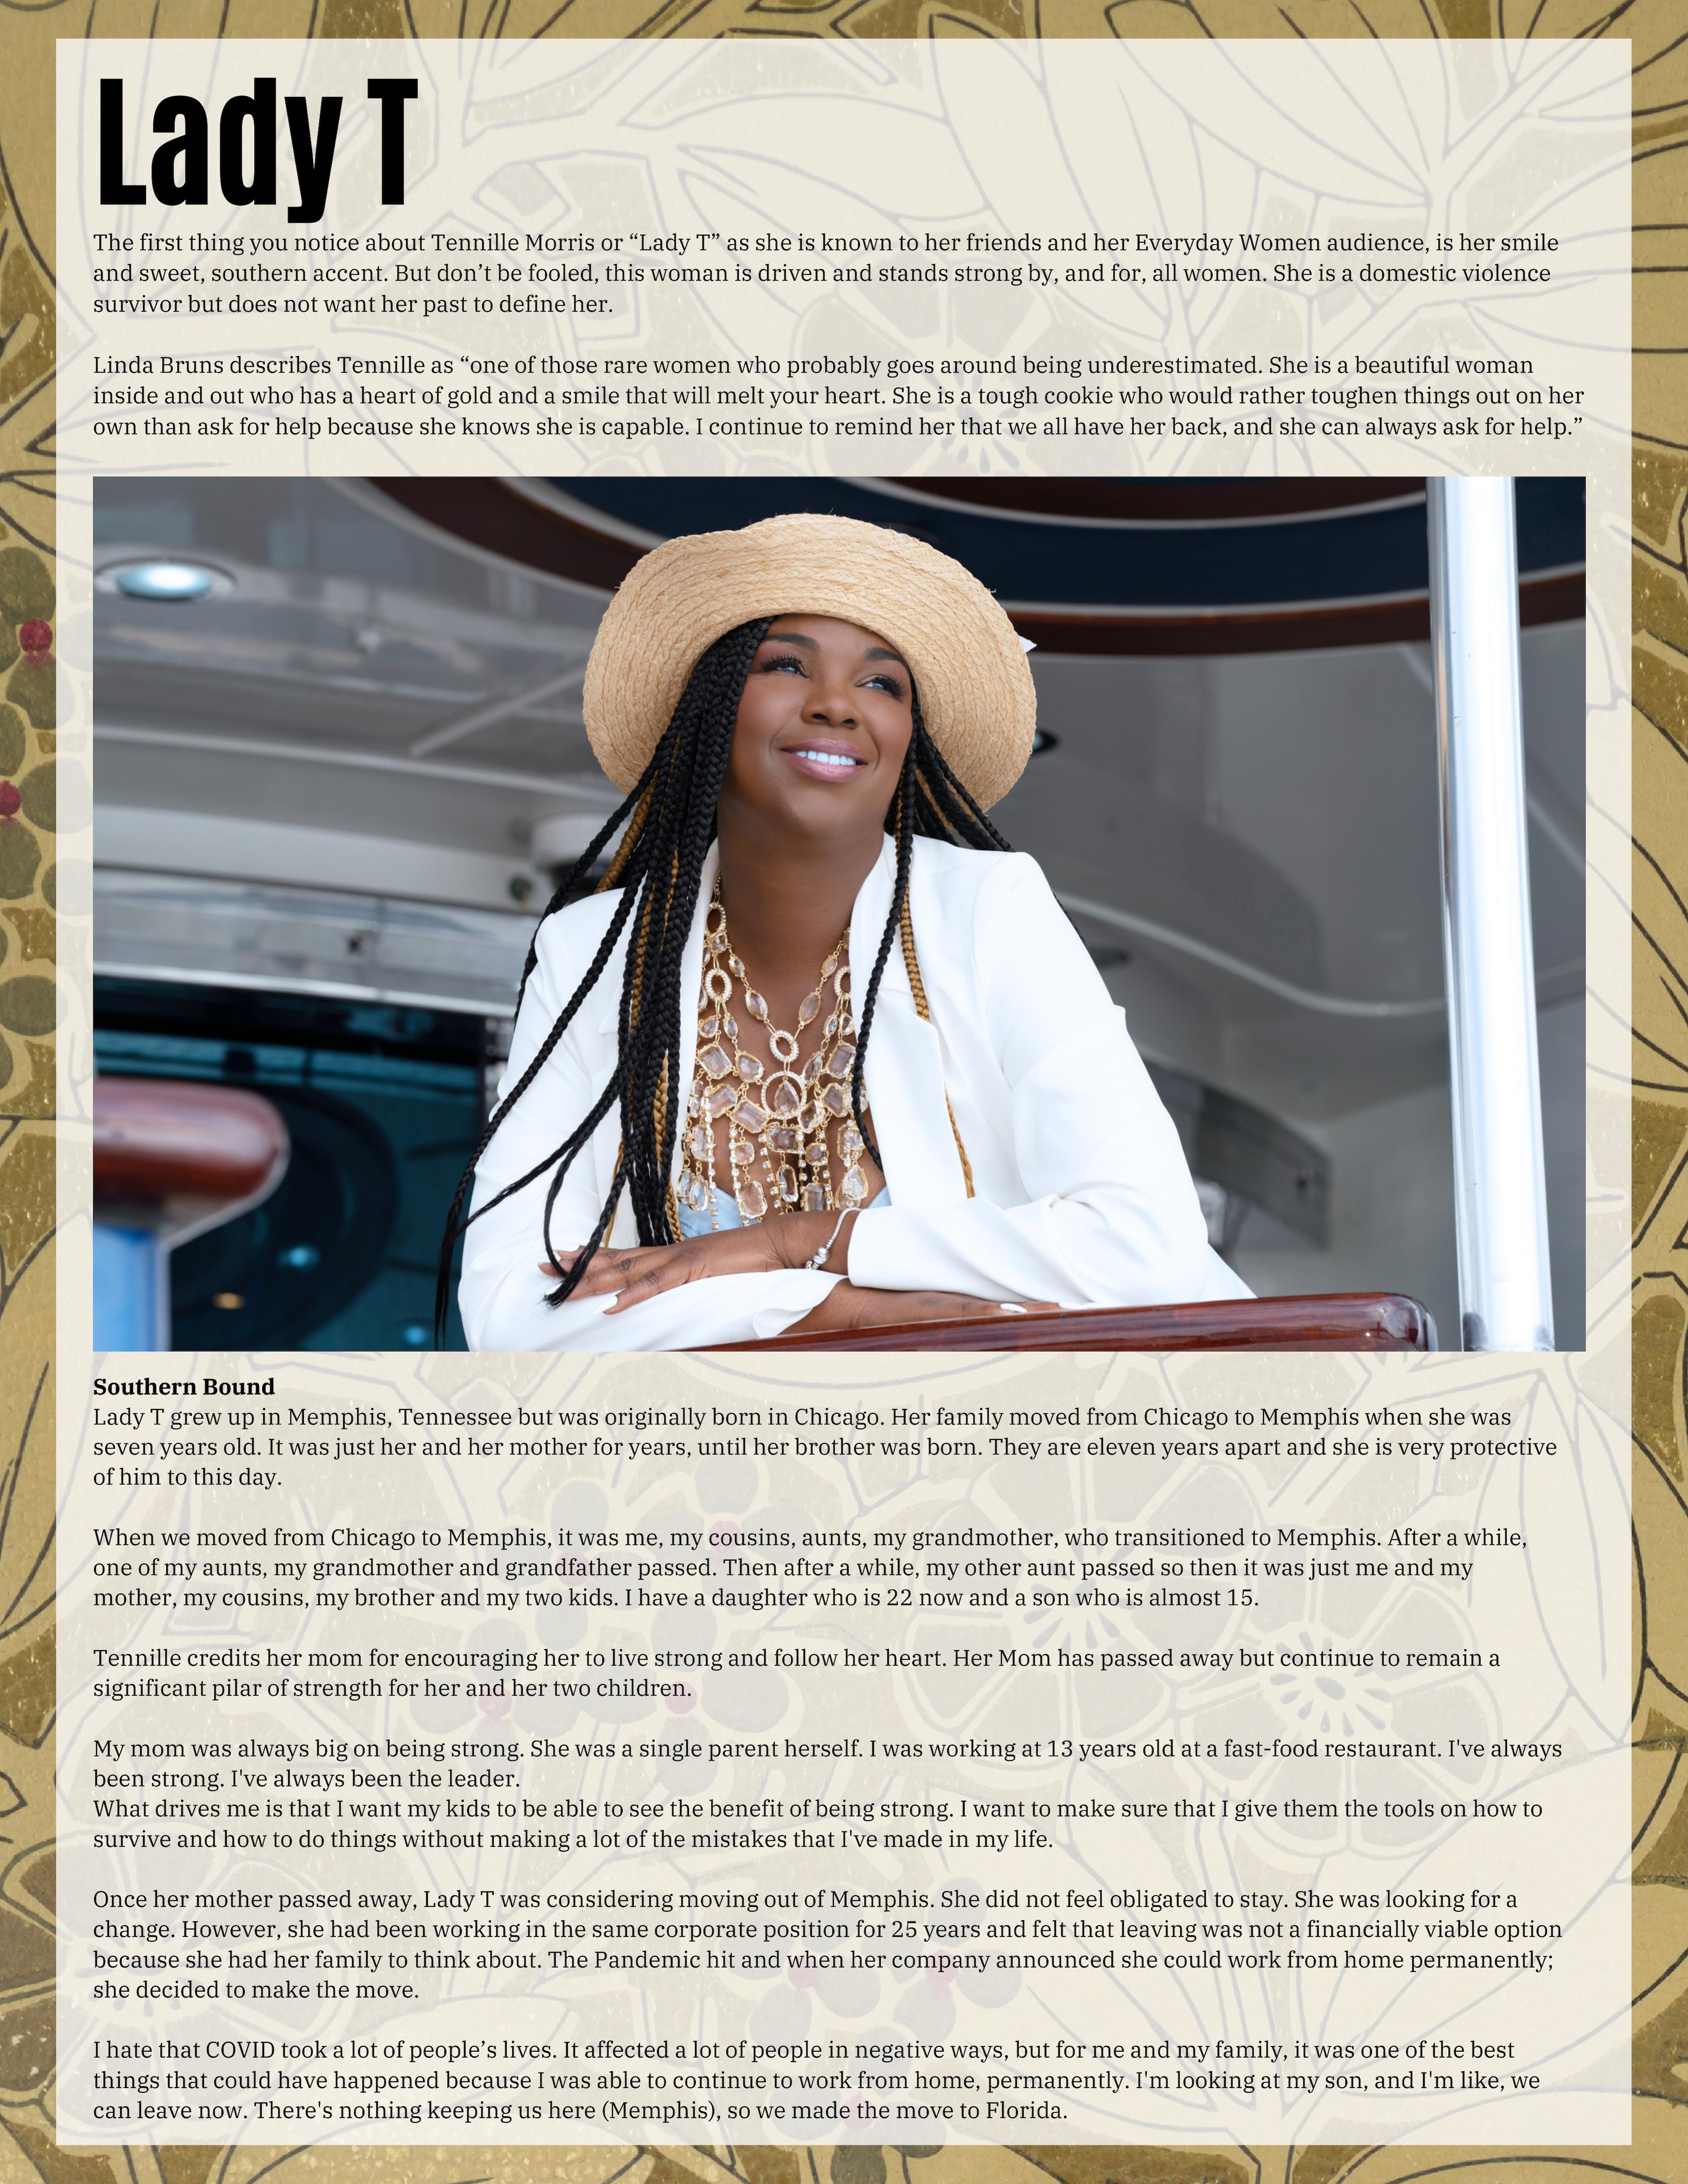 Lady T
The first thing you notice about Tennille Morris or “Lady T” as she is known to her friends and her Everyday Women audience, is her smile
and sweet, southern accent. But don’t be fooled, this woman is driven and stands strong by, and for, all women. She is a domestic violence
survivor but does not want her past to define her.
Linda Bruns describes Tennille as “one of those rare women who probably goes around being underestimated. She is a beautiful woman
inside and out who has a heart of gold and a smile that will melt your heart. She is a tough cookie who would rather toughen things out on her
own than ask for help because she knows she is capable. I continue to remind her that we all have her back, and she can always ask for help.”
Southern Bound
Lady T grew up in Memphis, Tennessee but was originally born in Chicago. Her family moved from Chicago to Memphis when she was
seven years old. It was just her and her mother for years, until her brother was born. They are eleven years apart and she is very protective
of him to this day.
When we moved from Chicago to Memphis, it was me, my cousins, aunts, my grandmother, who transitioned to Memphis. After a while,
one of my aunts, my grandmother and grandfather passed. Then after a while, my other aunt passed so then it was just me and my
mother, my cousins, my brother and my two kids. I have a daughter who is 22 now and a son who is almost 15.
Tennille credits her mom for encouraging her to live strong and follow her heart. Her Mom has passed away but continue to remain a
significant pilar of strength for her and her two children.
My mom was always big on being strong. She was a single parent herself. I was working at 13 years old at a fast-food restaurant. I've always
been strong. I've always been the leader.
What drives me is that I want my kids to be able to see the benefit of being strong. I want to make sure that I give them the tools on how to
survive and how to do things without making a lot of the mistakes that I've made in my life.
Once her mother passed away, Lady T was considering moving out of Memphis. She did not feel obligated to stay. She was looking for a
change. However, she had been working in the same corporate position for 25 years and felt that leaving was not a financially viable option
because she had her family to think about. The Pandemic hit and when her company announced she could work from home permanently;
she decided to make the move.
I hate that COVID took a lot of people’s lives. It affected a lot of people in negative ways, but for me and my family, it was one of the best
things that could have happened because I was able to continue to work from home, permanently. I'm looking at my son, and I'm like, we
can leave now. There's nothing keeping us here (Memphis), so we made the move to Florida.